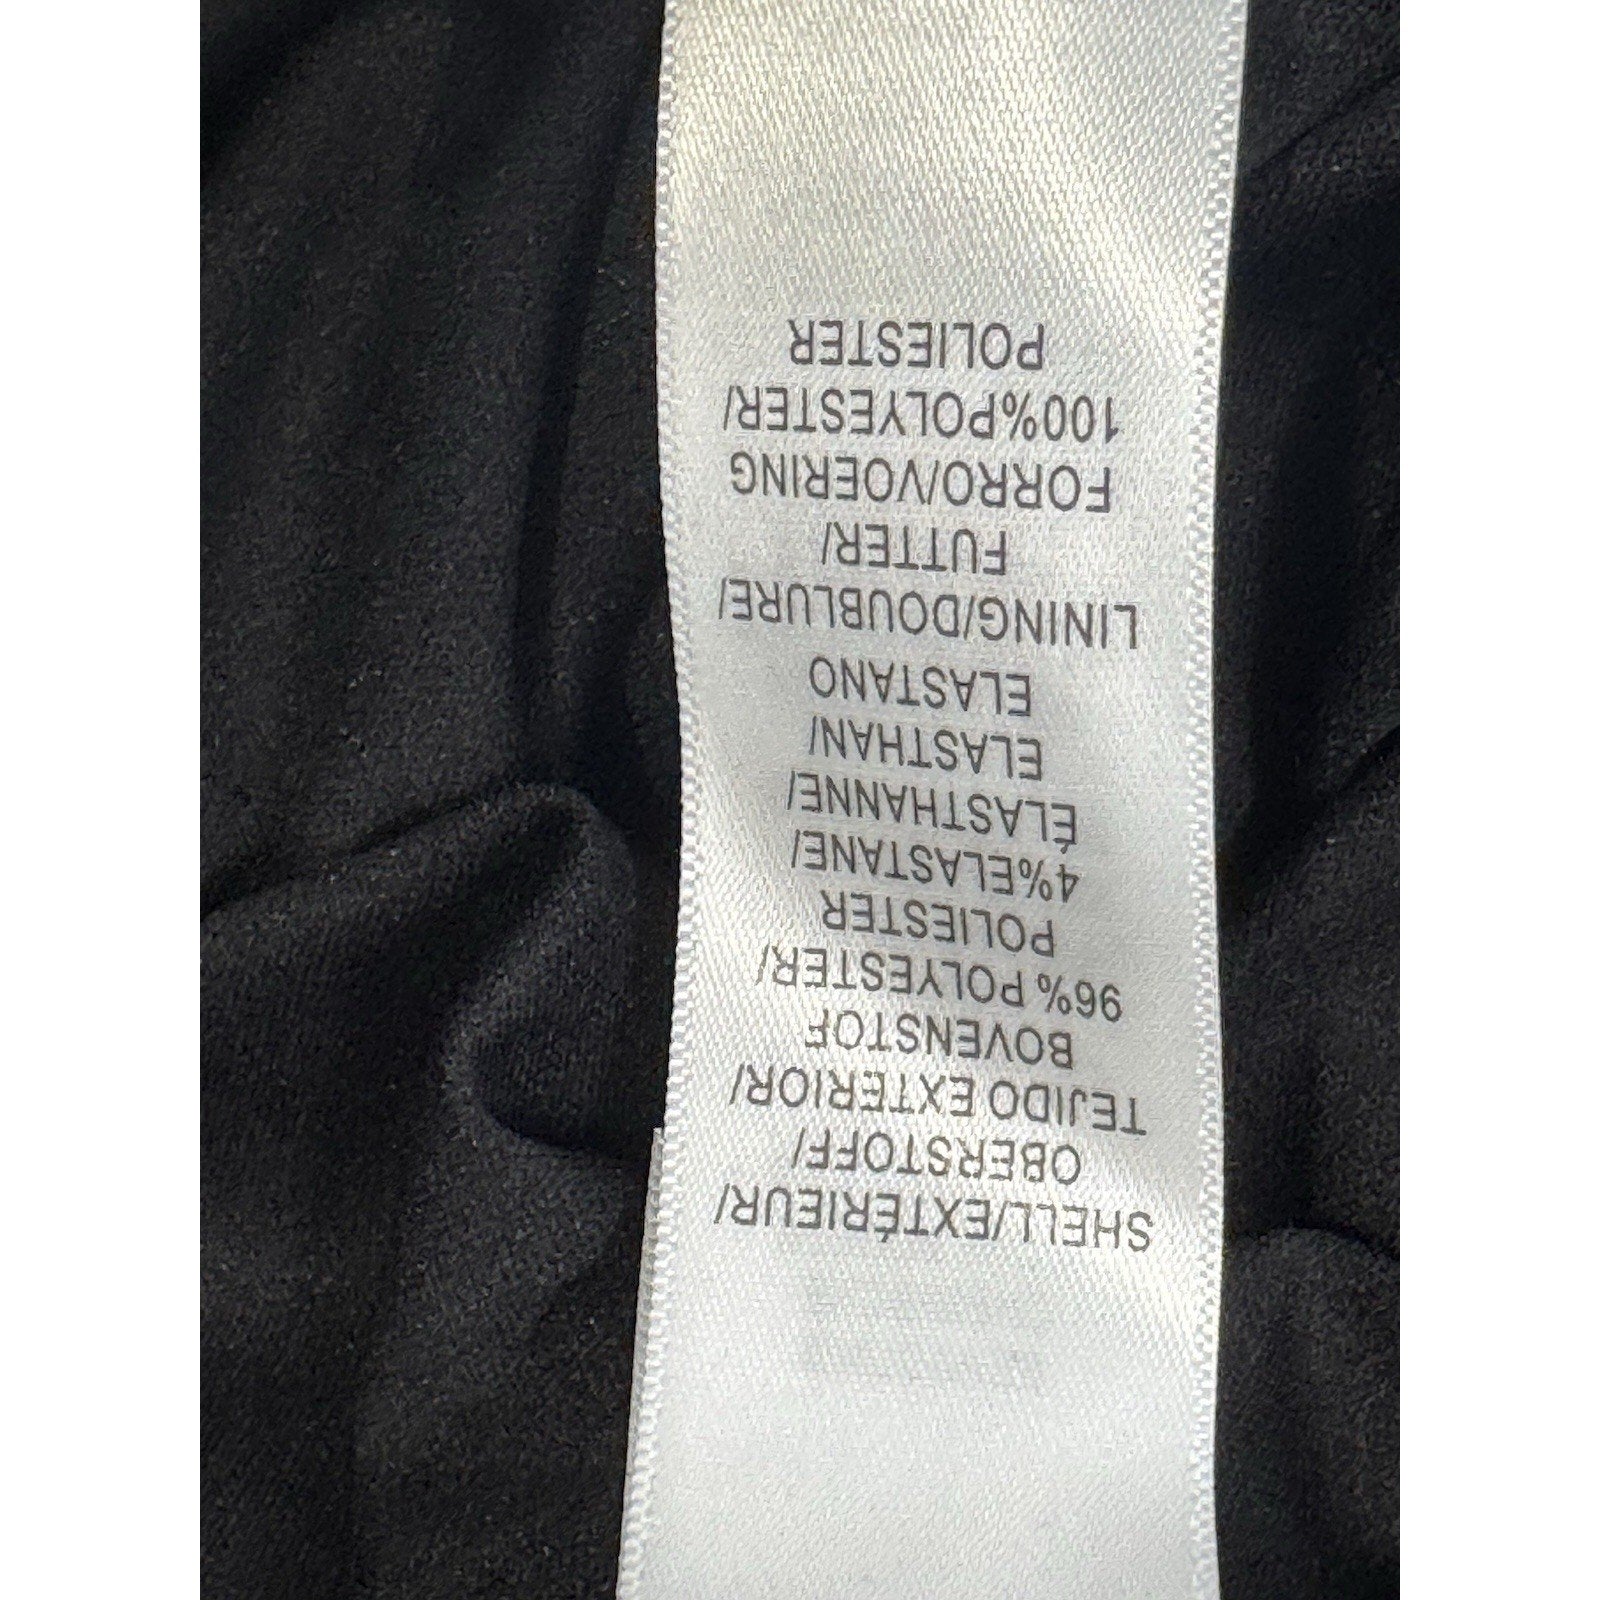 SHELL/EXTÉRIEUR/
OBERSTOFF/
TEJIDO EXTERIOR/
BOVENSTOF
96% POLYESTER/
POLIESTER
4%ELASTANE/
ÉLASTHANNE/
ELASTHAN/
ELASTANO
LINING/DOUBLURE/
FUTTER/
FORRO/VOERING
100%POLYESTER/
POLIESTER